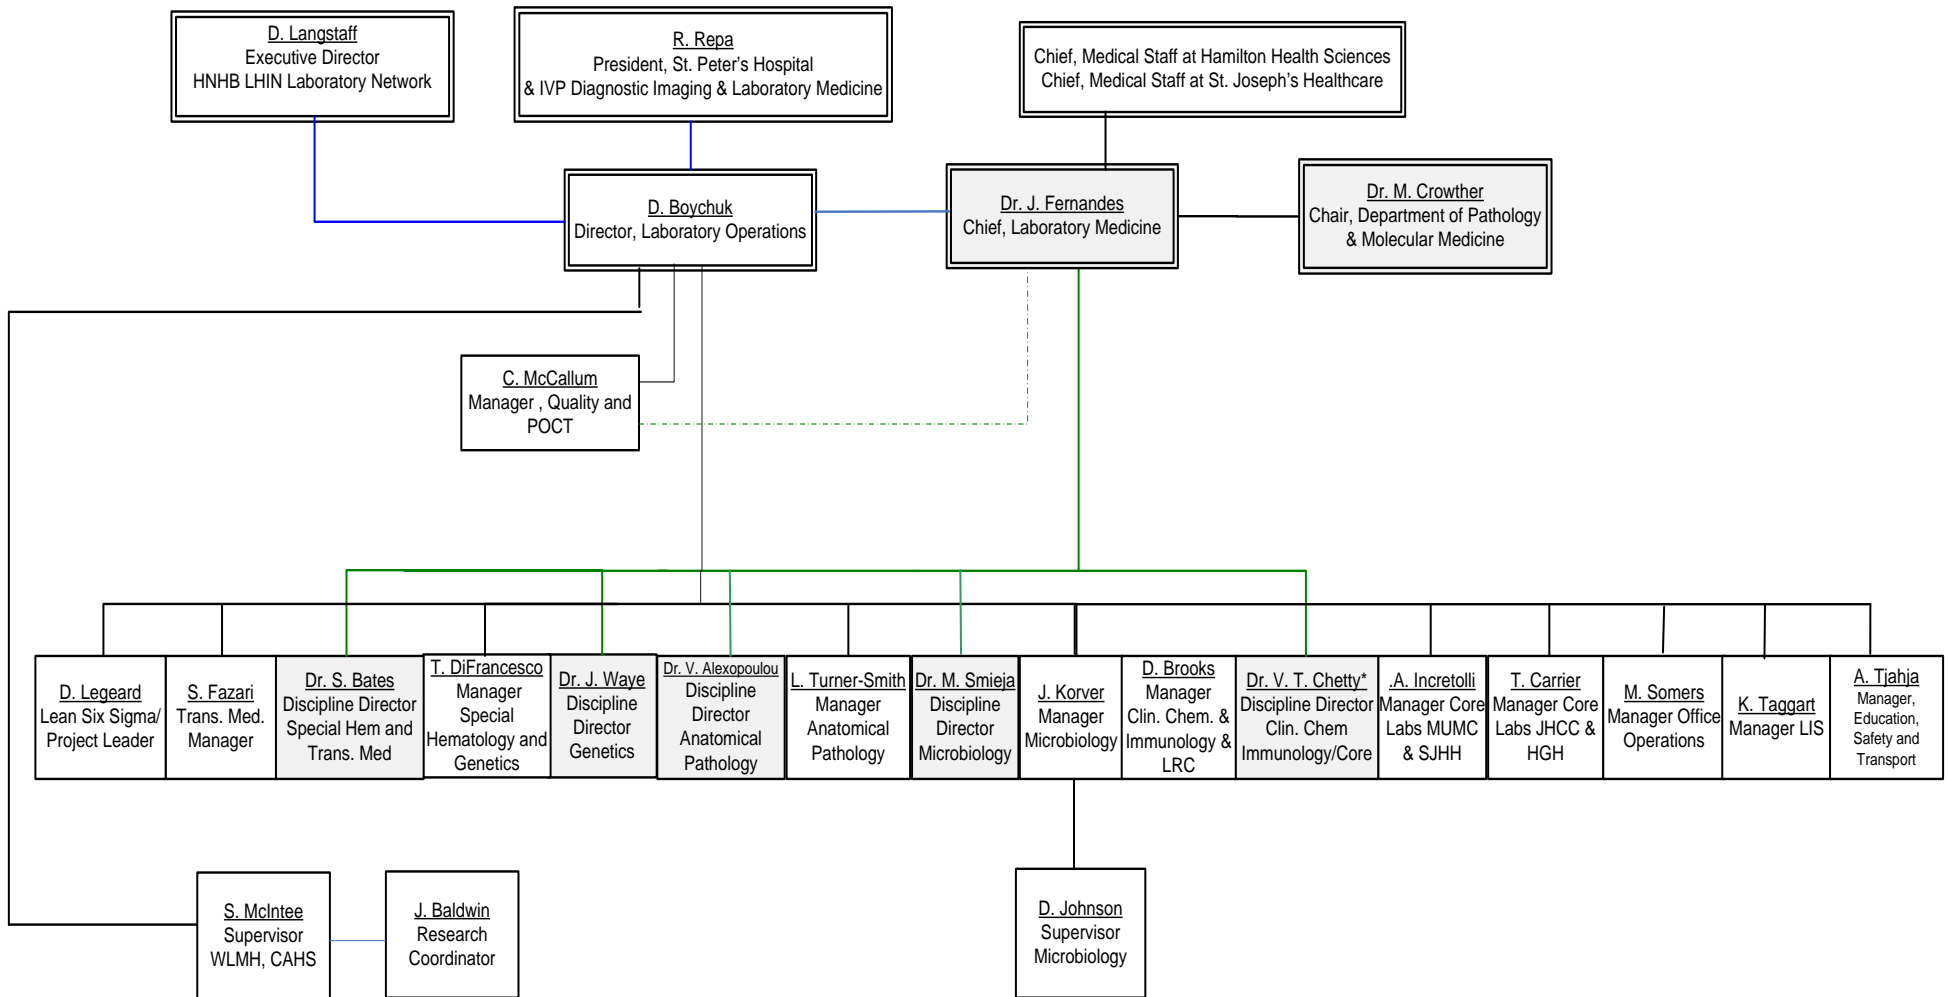 D. Langstaff
Executive Director
HNHB LHIN Laboratory Network
R. Repa
President, St. Peter's Hospital
& IVP Diagnostic Imaging & Laboratory Medicine
Chief, Medical Staff at Hamilton Health Sciences
Chief, Medical Staff at St. Joseph's Healthcare
D. Boychuk
Director, Laboratory Operations
Dr. J. Fernandes
Chief, Laboratory Medicine
Dr. M. Crowther
Chair, Department of Pathology
& Molecular Medicine
C. McCallum
Manager , Quality and
POCT
D. Legeard
Lean Six Sigma/
Project Leader
S. Fazari
Trans. Med.
Manager
Dr. S. Bates
Discipline Director
Special Hem and
Trans. Med
T. DiFrancesco
Manager
Special
Hematology and
Genetics
Dr. J. Waye
Discipline
Director
Genetics
Dr. V. Alexopoulou
Discipline
Director
Anatomical
Pathology
L. Turner-Smith
Manager
Anatomical
Pathology
Dr. M. Smieja
Discipline
Director
Microbiology
J. Korver
Manager
Microbiology
D. Brooks
Manager
Clin. Chem. &
Immunology &
LRC
Dr. V. T. Chetty*
Discipline Director
Clin. Chem
Immunology/Core
.A. Incretolli
Manager Core
Labs MUMC
& SJHH
T. Carrier
Manager Core
Labs JHCC &
HGH
M. Somers
Manager Office
Operations
K. Taggart
Manager LIS
A. Tjahja
Manager,
Education,
Safety and
Transport
S. McIntee
Supervisor
WLMH, CAHS
J. Baldwin
Research
Coordinator
D. Johnson
Supervisor
Microbiology